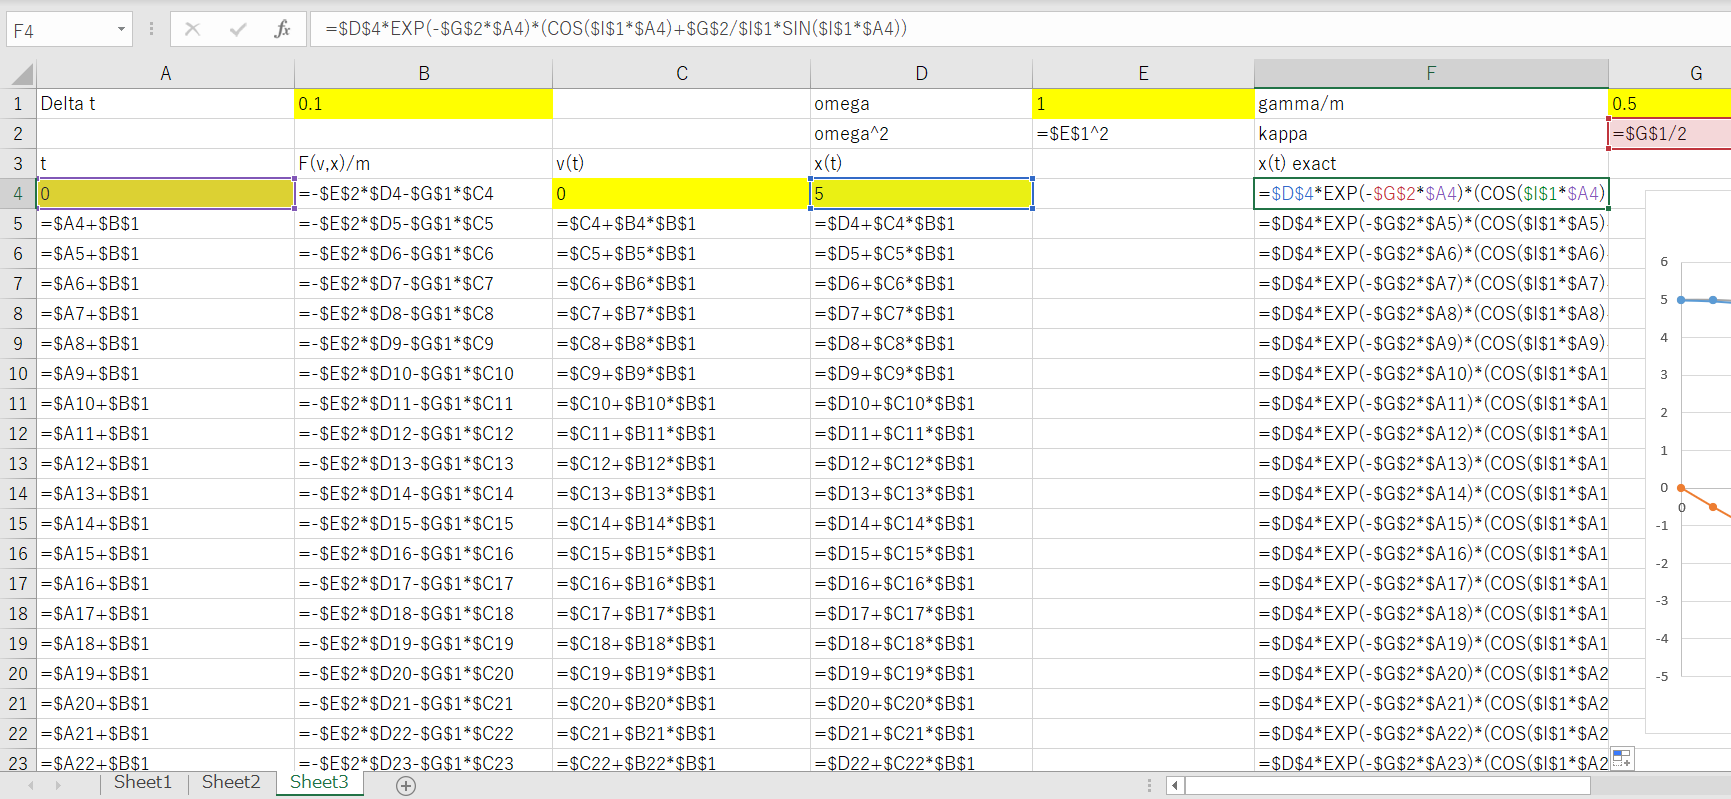 F4 fx =$D$4*EXP(-$G$2*$A4)*(COS($I$1*$A4)+$G$2/$I$1*SIN($I$1*$A4))
A B C D E F G
1 Delta t 0.1 omega 1 gamma/m 0.5
2 omega^2 =$E$1^2 kappa =$G$1/2
3 t F(v,x)/m v(t) x(t) x(t) exact
4 0 =-$E$2*$D4-$G$1*$C4 0 5 =$D$4*EXP(-$G$2*$A4)*(COS($I$1*$A4)
5 =$A4+$B$1 =-$E$2*$D5-$G$1*$C5 =$C4+$B4*$B$1 =$D4+$C4*$B$1 =$D$4*EXP(-$G$2*$A5)*(COS($I$1*$A5)
6 =$A5+$B$1 =-$E$2*$D6-$G$1*$C6 =$C5+$B5*$B$1 =$D5+$C5*$B$1 =$D$4*EXP(-$G$2*$A6)*(COS($I$1*$A6)
7 =$A6+$B$1 =-$E$2*$D7-$G$1*$C7 =$C6+$B6*$B$1 =$D6+$C6*$B$1 =$D$4*EXP(-$G$2*$A7)*(COS($I$1*$A7)
8 =$A7+$B$1 =-$E$2*$D8-$G$1*$C8 =$C7+$B7*$B$1 =$D7+$C7*$B$1 =$D$4*EXP(-$G$2*$A8)*(COS($I$1*$A8)
9 =$A8+$B$1 =-$E$2*$D9-$G$1*$C9 =$C8+$B8*$B$1 =$D8+$C8*$B$1 =$D$4*EXP(-$G$2*$A9)*(COS($I$1*$A9)
10 =$A9+$B$1 =-$E$2*$D10-$G$1*$C10 =$C9+$B9*$B$1 =$D9+$C9*$B$1 =$D$4*EXP(-$G$2*$A10)*(COS($I$1*$A1
11 =$A10+$B$1 =-$E$2*$D11-$G$1*$C11 =$C10+$B10*$B$1 =$D10+$C10*$B$1 =$D$4*EXP(-$G$2*$A11)*(COS($I$1*$A1
12 =$A11+$B$1 =-$E$2*$D12-$G$1*$C12 =$C11+$B11*$B$1 =$D11+$C11*$B$1 =$D$4*EXP(-$G$2*$A12)*(COS($I$1*$A1
13 =$A12+$B$1 =-$E$2*$D13-$G$1*$C13 =$C12+$B12*$B$1 =$D12+$C12*$B$1 =$D$4*EXP(-$G$2*$A13)*(COS($I$1*$A1
14 =$A13+$B$1 =-$E$2*$D14-$G$1*$C14 =$C13+$B13*$B$1 =$D13+$C13*$B$1 =$D$4*EXP(-$G$2*$A14)*(COS($I$1*$A1
15 =$A14+$B$1 =-$E$2*$D15-$G$1*$C15 =$C14+$B14*$B$1 =$D14+$C14*$B$1 =$D$4*EXP(-$G$2*$A15)*(COS($I$1*$A1
16 =$A15+$B$1 =-$E$2*$D16-$G$1*$C16 =$C15+$B15*$B$1 =$D15+$C15*$B$1 =$D$4*EXP(-$G$2*$A16)*(COS($I$1*$A1
17 =$A16+$B$1 =-$E$2*$D17-$G$1*$C17 =$C16+$B16*$B$1 =$D16+$C16*$B$1 =$D$4*EXP(-$G$2*$A17)*(COS($I$1*$A1
18 =$A17+$B$1 =-$E$2*$D18-$G$1*$C18 =$C17+$B17*$B$1 =$D17+$C17*$B$1 =$D$4*EXP(-$G$2*$A18)*(COS($I$1*$A1
19 =$A18+$B$1 =-$E$2*$D19-$G$1*$C19 =$C18+$B18*$B$1 =$D18+$C18*$B$1 =$D$4*EXP(-$G$2*$A19)*(COS($I$1*$A1
20 =$A19+$B$1 =-$E$2*$D20-$G$1*$C20 =$C19+$B19*$B$1 =$D19+$C19*$B$1 =$D$4*EXP(-$G$2*$A20)*(COS($I$1*$A2
21 =$A20+$B$1 =-$E$2*$D21-$G$1*$C21 =$C20+$B20*$B$1 =$D20+$C20*$B$1 =$D$4*EXP(-$G$2*$A21)*(COS($I$1*$A2
22 =$A21+$B$1 =-$E$2*$D22-$G$1*$C22 =$C21+$B21*$B$1 =$D21+$C21*$B$1 =$D$4*EXP(-$G$2*$A22)*(COS($I$1*$A2
23 =$A22+$B$1 =-$E$2*$D23-$G$1*$C23 =$C22+$B22*$B$1 =$D22+$C22*$B$1 =$D$4*EXP(-$G$2*$A23)*(COS($I$1*$A2
6
5
4
3
2
1
0
0
-1
-2
-3
-4
-5
Sheet1 Sheet2 Sheet3